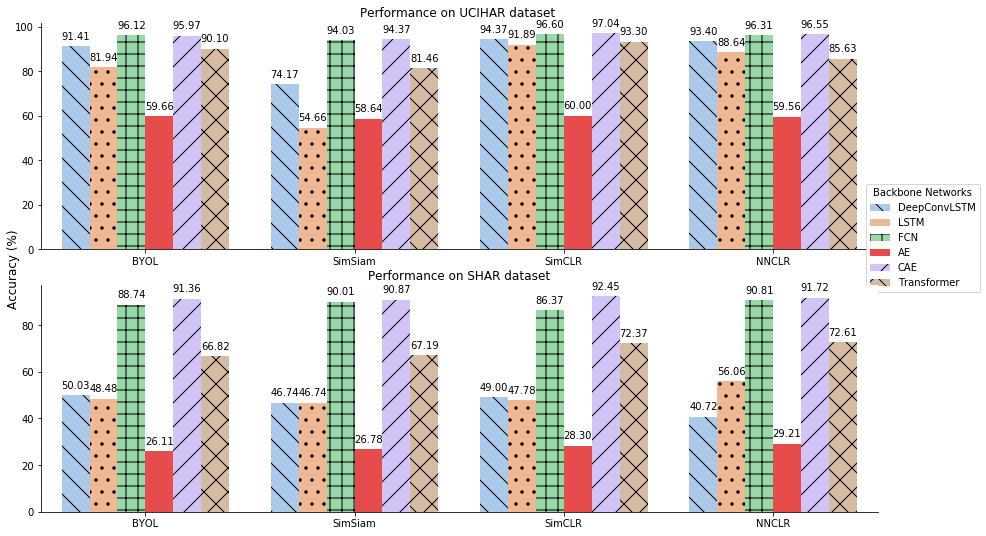 Performance on UCIHAR dataset
100
80
60
40
20
0
91.41 81.94 96.12 59.66 95.97 90.10
74.17 54.66 94.03 58.64 94.37 81.46
94.37 91.89 96.60 60.00 97.04 93.30
93.40 88.64 96.31 59.56 96.55 85.63
BYOL SimSiam SimCLR NNCLR
Accuracy (%)
Backbone Networks
DeepConvLSTM
LSTM
FCN
AE
CAE
Transformer
Performance on SHAR dataset
80
60
40
20
0
50.03 48.48 88.74 26.11 91.36 66.82
46.74 46.74 90.01 26.78 90.87 67.19
49.00 47.78 86.37 28.30 92.45 72.37
40.72 56.06 90.81 29.21 91.72 72.61
BYOL SimSiam SimCLR NNCLR